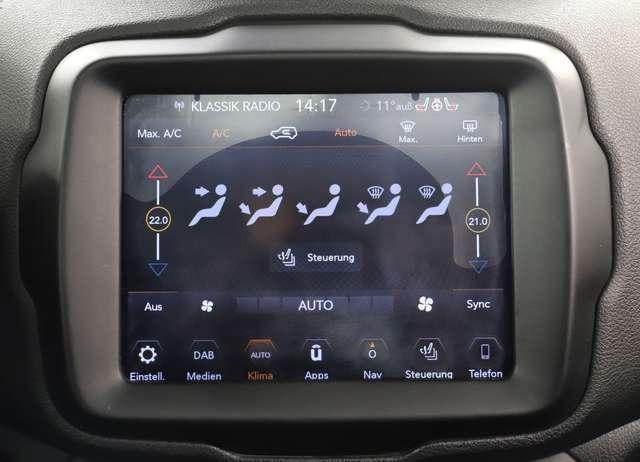 KLASSIK RADIO 14:17 11°auß
Max. A/C A/C Auto Max. Hinten
22.0 21.0
Steuerung
Aus AUTO Sync
DAB AUTO û O
Einstell. Medien Klima Apps Nav Steuerung Telefon